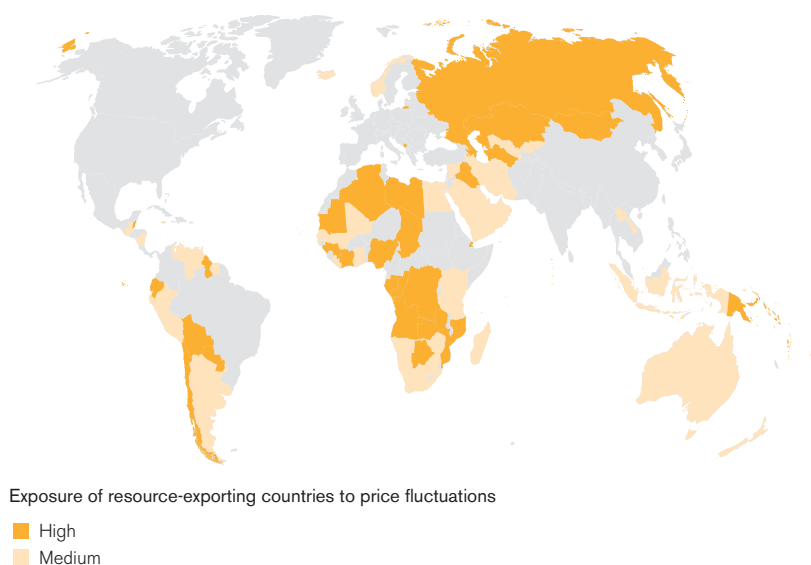 Exposure of resource-exporting countries to price fluctuations
High
Medium